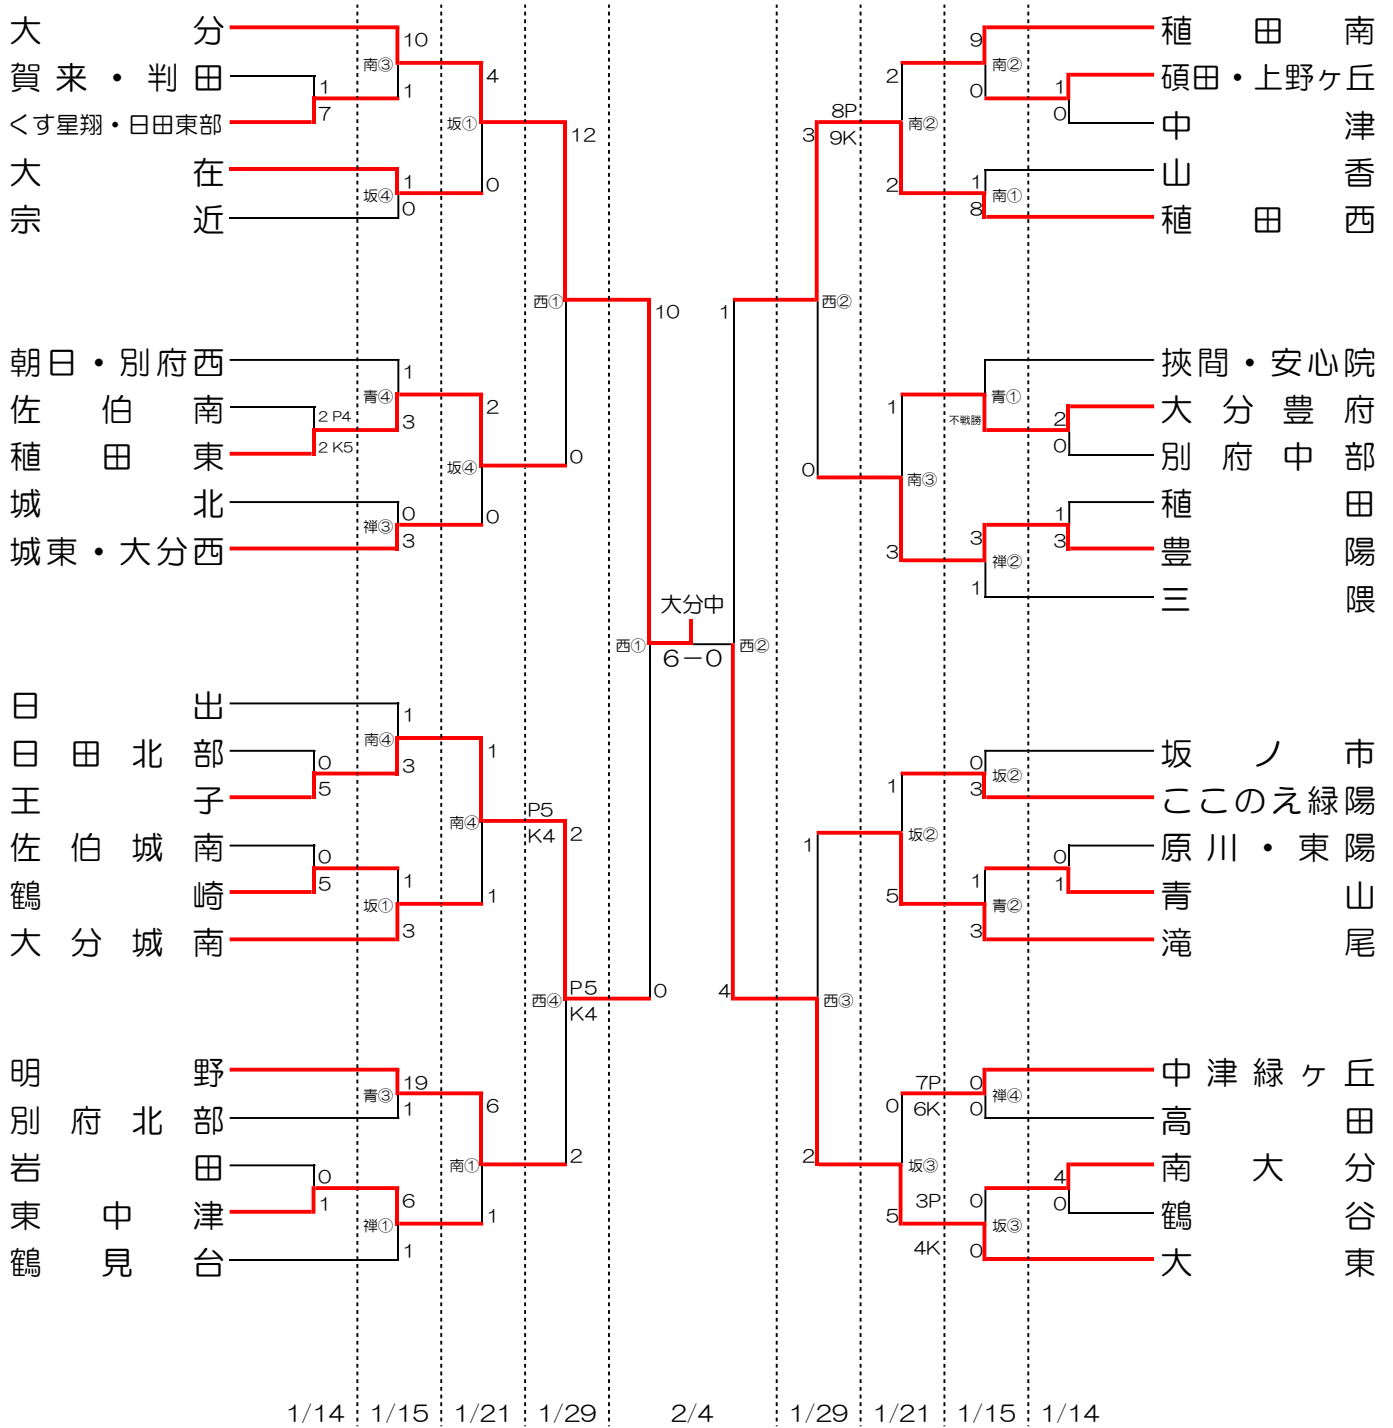 大分
10
賀来・判田
1
南③
1
4
くす星翔・日田東部
7
坂①
12
大在
1
坂④
0
宗近
0
西①
10
朝日・別府西
1
佐伯南
2 P4
青④
2
稙田東
2 K5
3
坂④
0
城北
0
禅③
0
城東・大分西
3
大分中
西①
6－0
西②
日出
1
日田北部
0
南④
1
王子
5
3
南④
P5
K4
2
佐伯城南
0
鶴崎
5
1
坂①
1
大分城南
3
西④
P5
K4
0
明野
19
青③
6
別府北部
1
岩田
0
南①
2
東中津
1
6
禅①
1
鶴見台
1
稙田南
9
南②
2
碩田・上野ヶ丘
1
0
中津
0
8P
9K
3
南②
山香
1
南①
2
稙田西
8
1
西②
挾間・安心院
青①
不戦勝
1
大分豊府
2
別府中部
0
0
南③
稙田
1
豊陽
3
3
禅②
3
三隈
1
坂ノ市
0
坂②
1
ここのえ緑陽
3
原川・東陽
0
1
坂②
青山
1
1
青②
5
滝尾
3
4
西③
中津緑ヶ丘
7P
6K
0
禅④
0
高田
0
南大分
4
2
坂③
鶴谷
0
3P
4K
0
坂③
5
大東
0
1/14
1/15
1/21
1/29
2/4
1/29
1/21
1/15
1/14